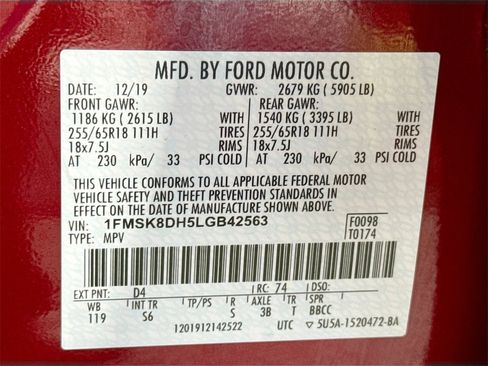 MFD. BY FORD MOTOR CO.
DATE: 12/19 GVWR: 2679 KG ( 5905 LB)
FRONT GAWR: REAR GAWR:
1186 KG ( 2615 LB) WITH 1540 KG ( 3395 LB) WITH
255/65R18 111H TIRES 255/65R18 111H TIRES
18x7.5J RIMS 18x7.5J RIMS
AT 230 kPa/ 33 PSI COLD AT 230 kPa/ 33 PSI COLD
THIS VEHICLE CONFORMS TO ALL APPLICABLE FEDERAL MOTOR
VEHICLE SAFETY AND THEFT PREVENTION STANDARDS IN
EFFECT ON THE DATE OF MANUFACTURE SHOWN ABOVE.
VIN: 1FMSK8DH5LGB42563 F0098
TYPE: MPV T0174
EXT PNT: D4 RC: 74 DSO:
WB INT TR TP/PS R AXLE TR SPR
119 S6 S 3B T BBCC
1201912142522 UTC ▽ 5U5A-1520472-BA